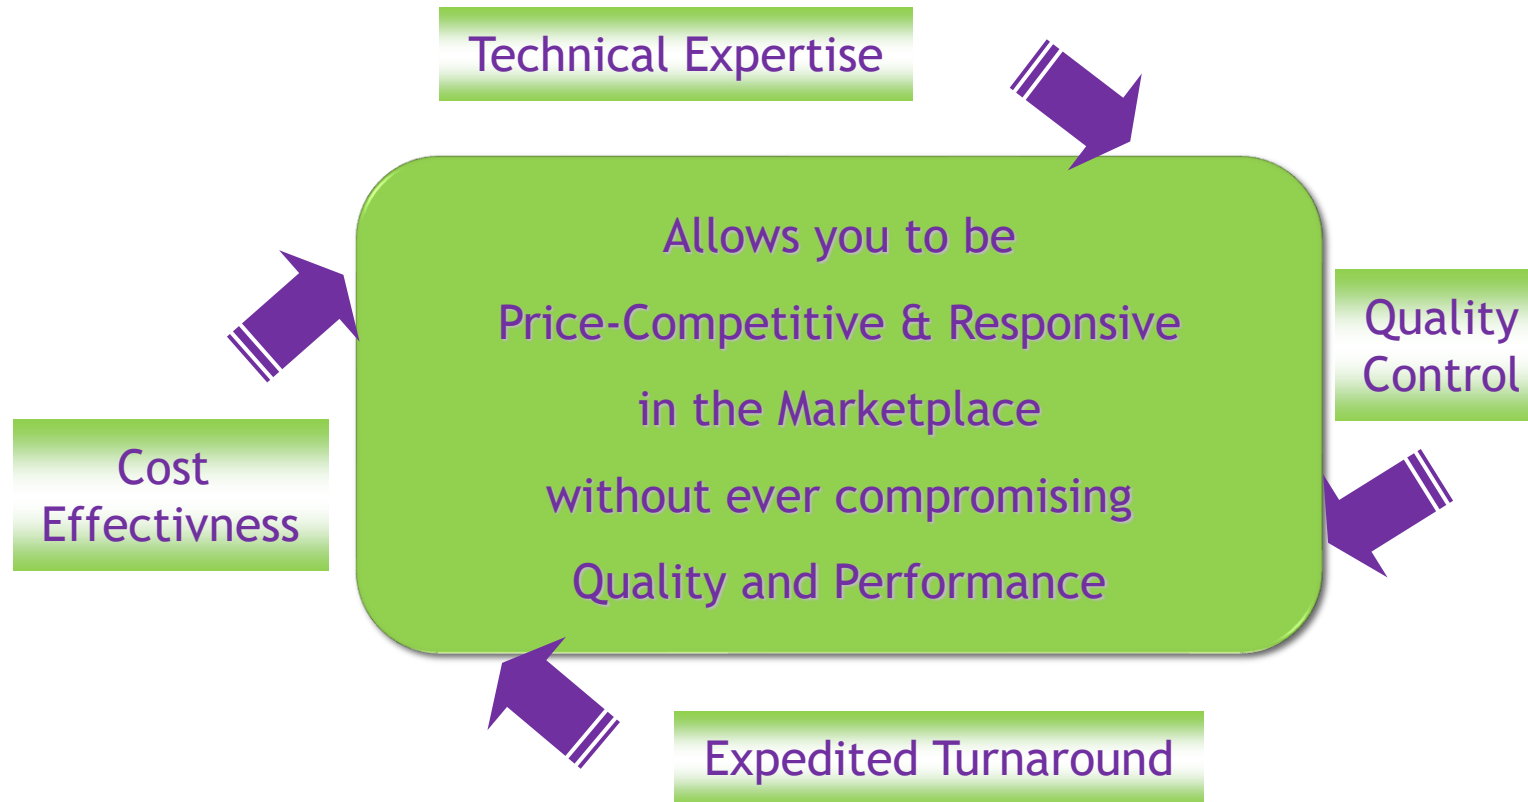 Technical Expertise
Allows you to be
Price-Competitive & Responsive
in the Marketplace
without ever compromising
Quality and Performance
Quality
Control
Cost
Effectivness
Expedited Turnaround